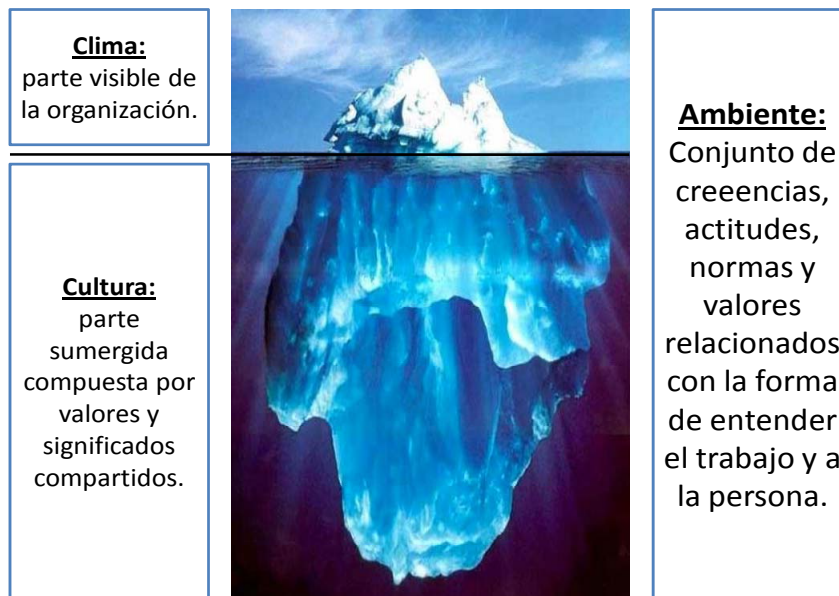 Clima:
parte visible de
la organización.
Cultura:
parte
sumergida
compuesta por
valores y
significados
compartidos.
Ambiente:
Conjunto de
creeencias,
actitudes,
normas y
valores
relacionados
con la forma
de entender
el trabajo y a
la persona.